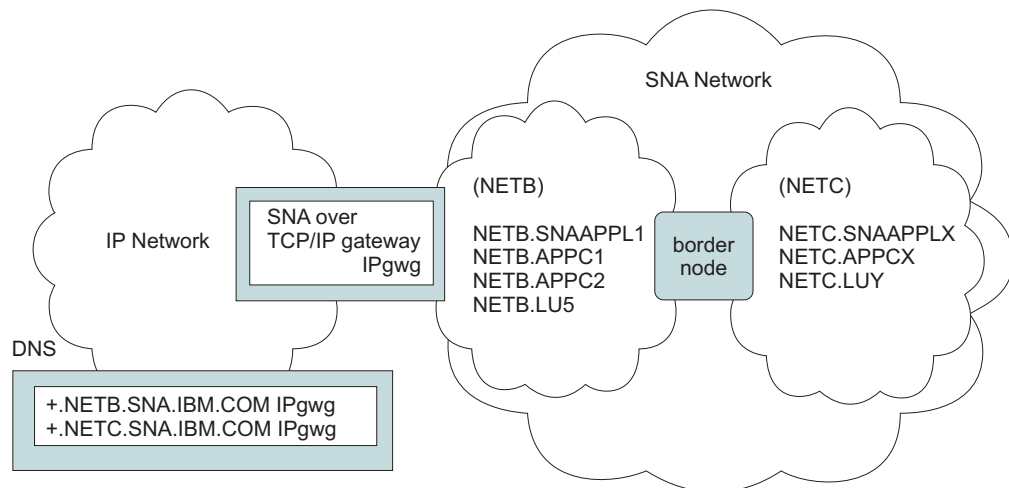 SNA Network
IP Network
SNA over
TCP/IP gateway
IPgwg
(NETB)
NETB.SNAAPPL1
NETB.APPC1
NETB.APPC2
NETB.LU5
border
node
(NETC)
NETC.SNAAPPLX
NETC.APPCX
NETC.LUY
DNS
+.NETB.SNA.IBM.COM IPgwg
+.NETC.SNA.IBM.COM IPgwg